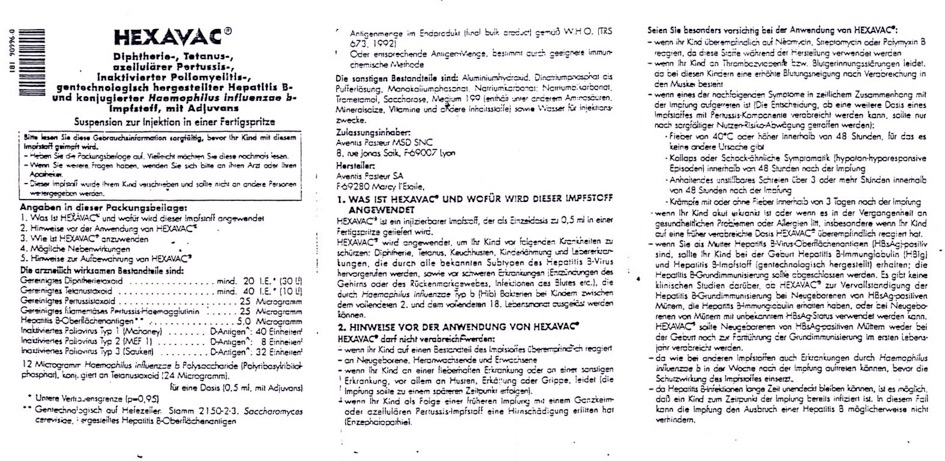 181 90996-0
HEXAVAC®
Diphtherie-, Tetanus-,
azellulärer Pertussis-,
Inaktivierter Poliomyelitis-,
gentechnologisch hergestellter Hepatitis B-
und konjugierter Haemophilus influenzae b-
Impfstoff, mit Adjuvans
Suspension zur Injektion in einer Fertigspritze
Bitte lesen Sie diese Gebrauchsinformation sorgfältig, bevor Ihr Kind mit diesem
Impfstoff geimpft wird.
- Heben Sie die Packungsbeilage auf. Vielleicht möchten Sie diese nochmals lesen.
- Wenn Sie weitere Fragen haben, wenden Sie sich bitte an Ihren Arzt oder Ihren
Apotheker.
- Dieser Impfstoff wurde Ihrem Kind verschrieben und sollte nicht an andere Personen
weitergegeben werden.
Angaben in dieser Packungsbeilage:
1. Was ist HEXAVAC® und wofür wird dieser Impfstoff angewendet
2. Hinweise vor der Anwendung von HEXAVAC®
3. Wie ist HEXAVAC® anzuwenden
4. Mögliche Nebenwirkungen
5. Hinweise zur Aufbewahrung von HEXAVAC®
Die arzneilich wirksamen Bestandteile sind:
Gereinigtes Diphtherietoxoid mind. 20 I.E.* (30 Lf)
Gereinigtes Tetanustoxoid mind. 40 I.E.* (10 Lf)
Gereinigtes Pertussistoxoid 25 Microgramm
Gereinigtes filamentöses Pertussis-Haemagglutinin 25 Microgramm
Hepatitis B-Oberflächenantigen** 5,0 Microgramm
Inaktiviertes Poliovirus Typ 1 (Mahoney) D-Antigen^: 40 Einheiten†
Inaktiviertes Poliovirus Typ 2 (MEF 1) D-Antigen^: 8 Einheiten†
Inaktiviertes Poliovirus Typ 3 (Saukett) D-Antigen^: 32 Einheiten†
12 Microgramm Haemophilus influenzae b Polysaccharide (Polyribosylribitol-
phosphat), konjugiert an Tetanustoxoid (24 Microgramm).
für eine Dosis (0,5 ml, mit Adjuvans)
* Untere Vertrauensgrenze (p=0,95)
** Gentechnologisch auf Hefezellen Stamm 2150-2-3, Saccharomyces
cerevisiae, hergestelltes Hepatitis B-Oberflächenantigen
^ Antigenmenge im Endprodukt (final bulk product) gemäß W.H.O. (TRS
673, 1992)
Oder entsprechende Antigen-Menge, bestimmt durch geeignete immun-
chemische Methode
Die sonstigen Bestandteile sind: Aluminiumhydroxid, Dinatriumphosphat als
Pufferlösung, Monokaliumphosphat, Natriumkarbonat, Natriumbikarbonat,
Trometamol, Saccharose, Medium 199 (enthält unter anderem Aminosäuren,
Mineralsalze, Vitamine und andere Inhaltsstoffe) sowie Wasser für Injektions-
zwecke.
Zulassungsinhaber:
Aventis Pasteur MSD SNC
8, rue Jonas Salk, F-69007 Lyon
Hersteller:
Aventis Pasteur SA
F-69280 Marcy l'Etoile,
1. WAS IST HEXAVAC® UND WOFÜR WIRD DIESER IMPFSTOFF
ANGEWENDET
HEXAVAC® ist ein injizierbarer Impfstoff, der als Einzeldosis zu 0,5 ml in einer
Fertigspritze geliefert wird.
HEXAVAC® wird angewendet, um Ihr Kind vor folgenden Krankheiten zu
schützen: Diphtherie, Tetanus, Keuchhusten, Kinderlähmung und Lebererkran-
kungen, die durch alle bekannten Subtypen des Hepatitis B-Virus
hervorgerufen werden, sowie vor schweren Erkrankungen (Entzündungen des
Gehirns oder des Rückenmarkgewebes, Infektionen des Blutes etc.), die
durch Haemophilus influenzae Typ b (Hib) Bakterien bei Kindern zwischen
dem vollendeten 2. und dem vollendeten 18. Lebensmonat ausgelöst werden
können.
2. HINWEISE VOR DER ANWENDUNG VON HEXAVAC®
HEXAVAC® darf nicht verabreicht werden:
- wenn Ihr Kind auf einen Bestandteil des Impfstoffes überempfindlich reagiert
- an Neugeborene, Heranwachsende und Erwachsene
- wenn Ihr Kind an einer fieberhaften Erkrankung oder an einer sonstigen
Erkrankung, vor allem an Husten, Erkältung oder Grippe, leidet (die
Impfung sollte zu einem späteren Zeitpunkt erfolgen).
- wenn Ihr Kind als Folge einer früheren Impfung mit einem Ganzkeim-
oder azellulären Pertussis-Impfstoff eine Hirnschädigung erlitten hat
(Enzephalopathie).
Seien Sie besonders vorsichtig bei der Anwendung von HEXAVAC®:
- wenn Ihr Kind überempfindlich auf Neomycin, Streptomycin oder Polymyxin B
reagiert, da diese Stoffe während der Herstellung verwendet werden
- wenn Ihr Kind an Thrombozytopenie bzw. Blutgerinnungsstörungen leidet,
da bei diesen Kindern eine erhöhte Blutungsneigung nach Verabreichung in
den Muskel besteht
- wenn eines der nachfolgenden Symptome in zeitlichem Zusammenhang mit
der Impfung aufgetreten ist (Die Entscheidung, ob eine weitere Dosis eines
Impfstoffes mit Pertussis-Komponente verabreicht werden kann, sollte nur
nach sorgfältiger Nutzen-Risiko-Abwägung getroffen werden):
· Fieber von 40°C oder höher innerhalb von 48 Stunden, für das es
keine andere Ursache gibt
· Kollaps oder Schock-ähnliche Symptomatik (hypoton-hyporesponsive
Episoden) innerhalb von 48 Stunden nach der Impfung
· Anhaltendes unstillbares Schreien über 3 oder mehr Stunden innerhalb
von 48 Stunden nach der Impfung
· Krämpfe mit oder ohne Fieber innerhalb von 3 Tagen nach der Impfung
- wenn Ihr Kind akut erkrankt ist oder wenn es in der Vergangenheit an
gesundheitlichen Problemen oder Allergien litt, insbesondere wenn Ihr Kind
auf eine früher verabreichte Dosis HEXAVAC® überempfindlich reagiert hat.
- wenn Sie als Mutter Hepatitis B-Virus-Oberflächenantigen (HBsAg)-positiv
sind, sollte Ihr Kind bei der Geburt Hepatitis B-Immunglobulin (HBIg)
und Hepatitis B-Impfstoff (gentechnologisch hergestellt) erhalten; die
Hepatitis B-Grundimmunisierung sollte abgeschlossen werden. Es gibt keine
klinischen Studien darüber, ob HEXAVAC® zur Vervollständigung der
Hepatitis B-Grundimmunisierung bei Neugeborenen von HBsAg-positiven
Müttern, die Hepatitis B-Immunglobulin erhalten haben, oder bei Neugebo-
renen von Müttern mit unbekanntem HBsAg-Status verwendet werden kann.
HEXAVAC® sollte Neugeborenen von HBsAg-positiven Müttern weder bei
der Geburt noch zur Fortführung der Grundimmunisierung im ersten Lebens-
jahr verabreicht werden.
- da wie bei anderen Impfstoffen auch Erkrankungen durch Haemophilus
influenzae b in der Woche nach der Impfung auftreten können, bevor die
Schutzwirkung des Impfstoffes einsetzt.
- da Hepatitis B-Infektionen lange Zeit unentdeckt bleiben können, ist es möglich,
daß ein Kind zum Zeitpunkt der Impfung bereits infiziert ist. In diesem Fall
kann die Impfung den Ausbruch einer Hepatitis B möglicherweise nicht
verhindern.